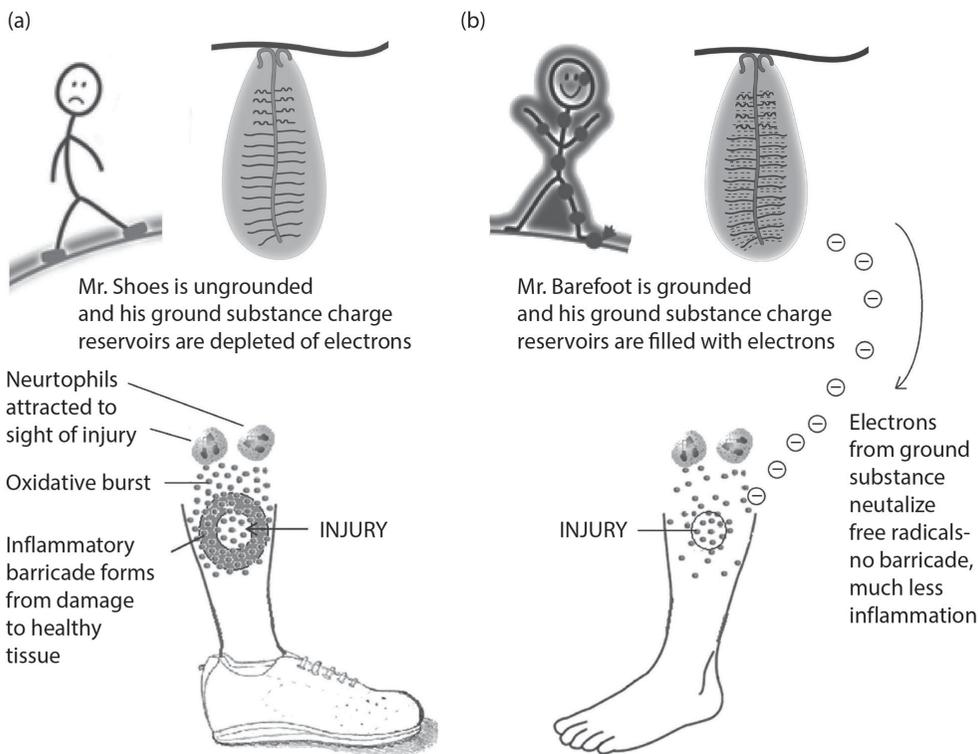 (a)
Mr. Shoes is ungrounded
and his ground substance charge
reservoirs are depleted of electrons
Neurtophils
attracted to
sight of injury
Oxidative burst
INJURY
Inflammatory
barricade forms
from damage
to healthy
tissue
(b)
Mr. Barefoot is grounded
and his ground substance charge
reservoirs are filled with electrons
INJURY
Electrons
from ground
substance
neutalize
free radicals-
no barricade,
much less
inflammation